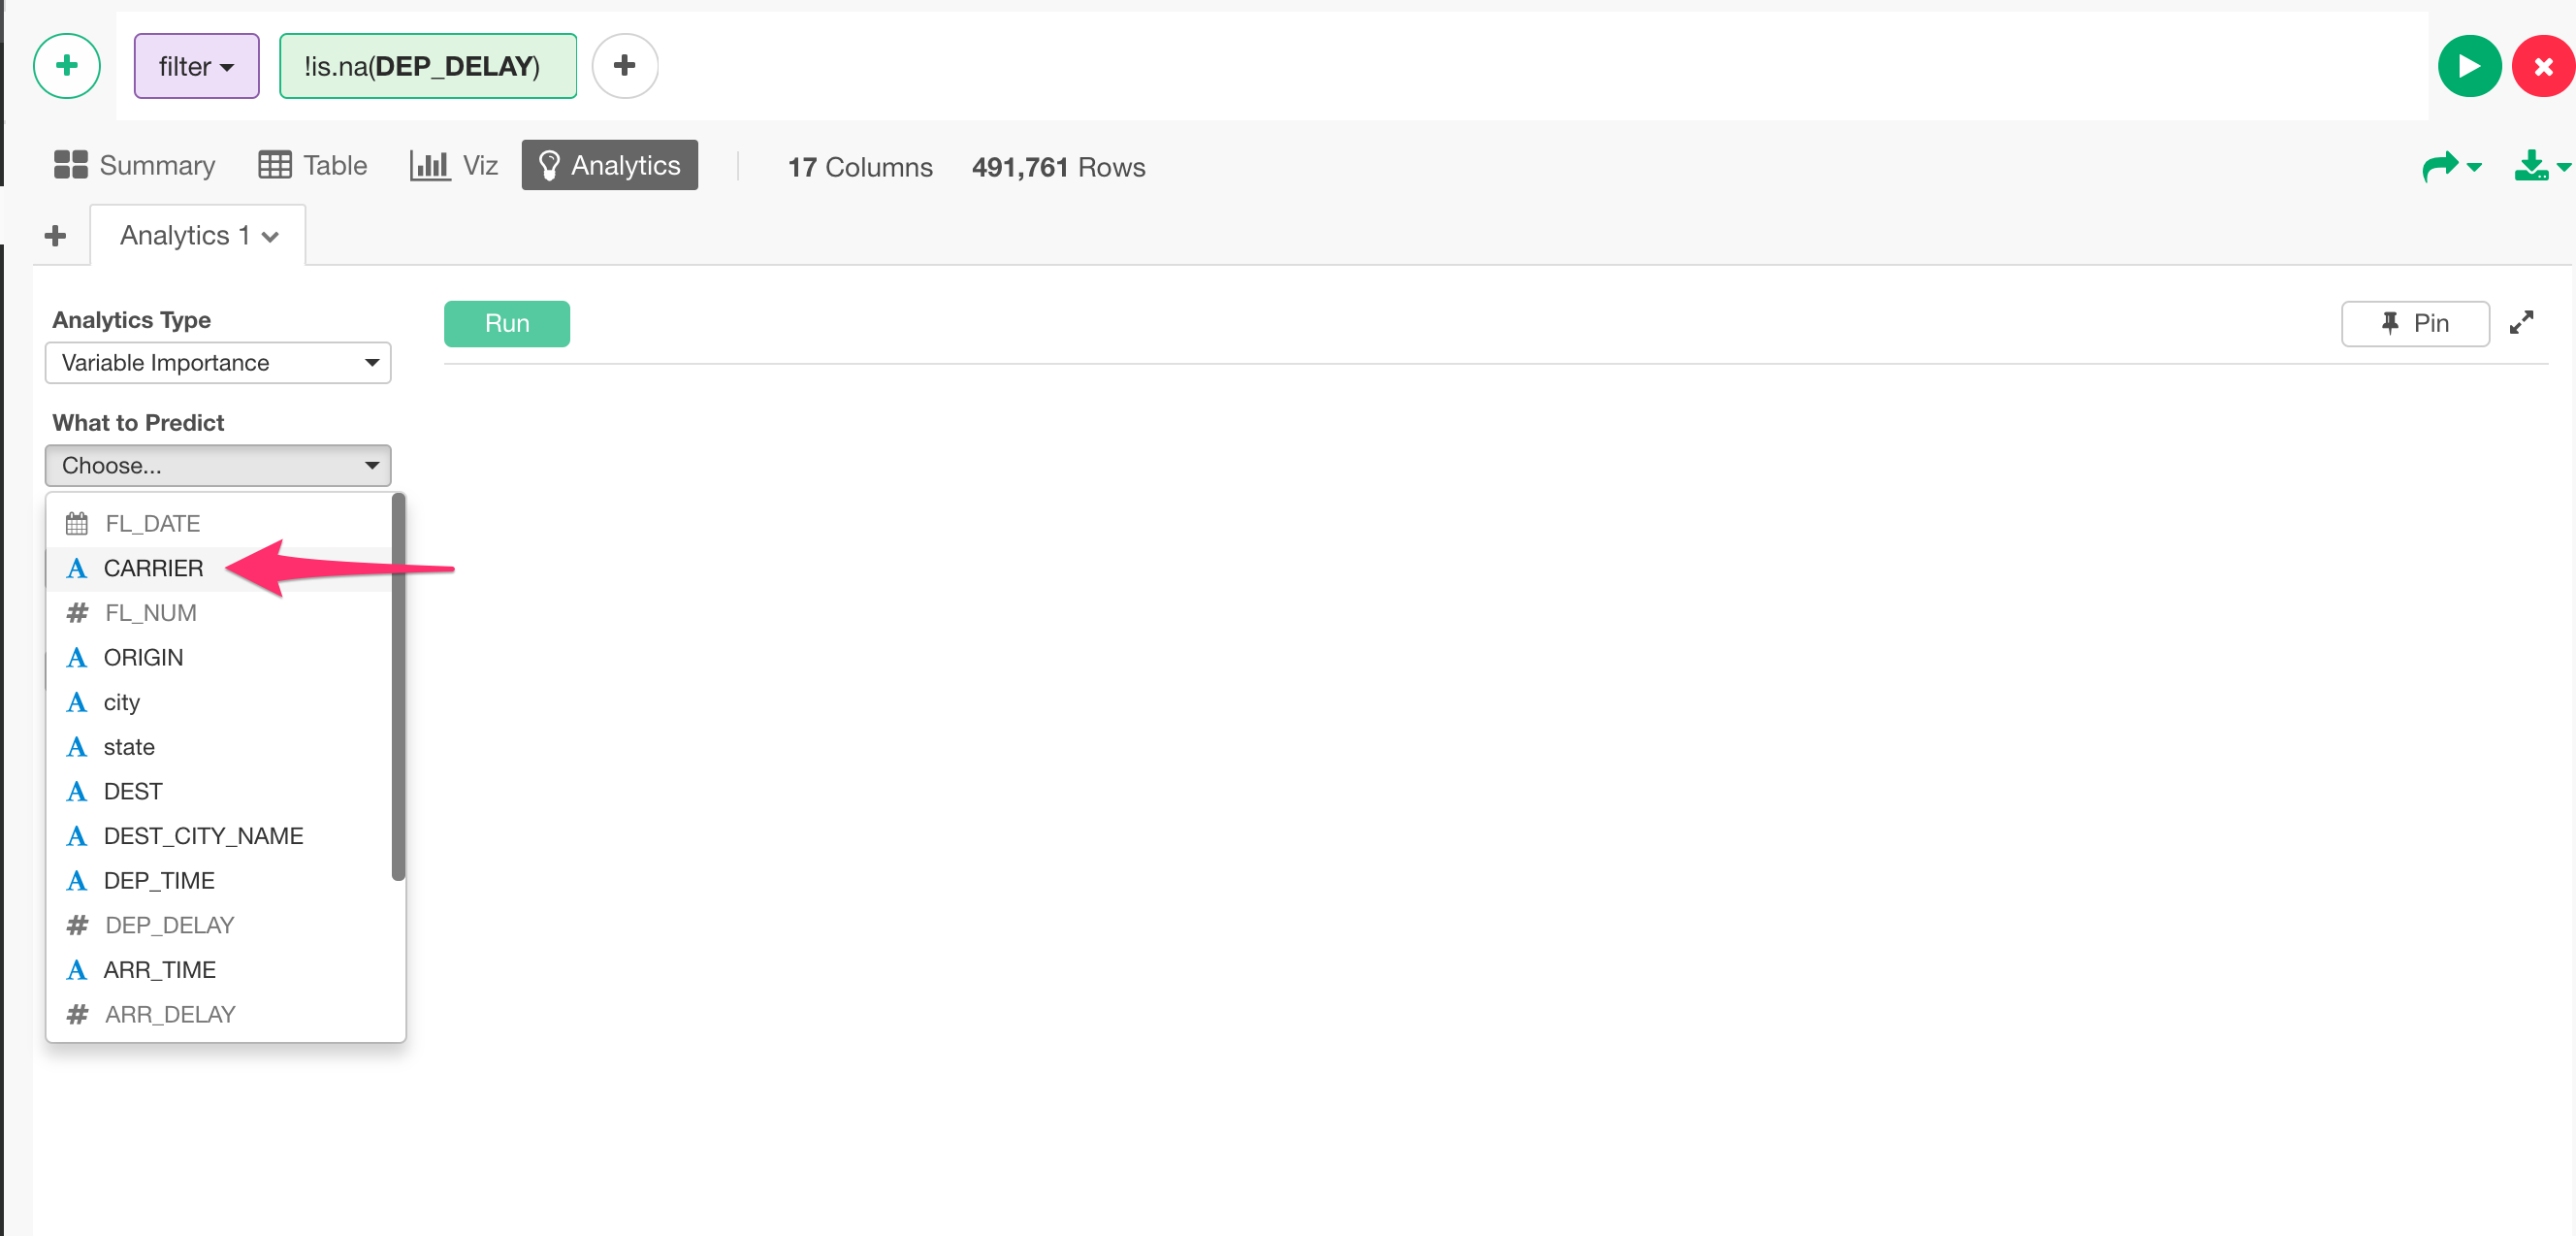 filter !is.na(DEP_DELAY)
Summary Table Viz Analytics 17 Columns 491,761 Rows
Analytics 1
Analytics Type
Run Pin
Variable Importance
What to Predict
Choose...
FL_DATE
CARRIER
FL_NUM
ORIGIN
city
state
DEST
DEST_CITY_NAME
DEP_TIME
DEP_DELAY
ARR_TIME
ARR_DELAY